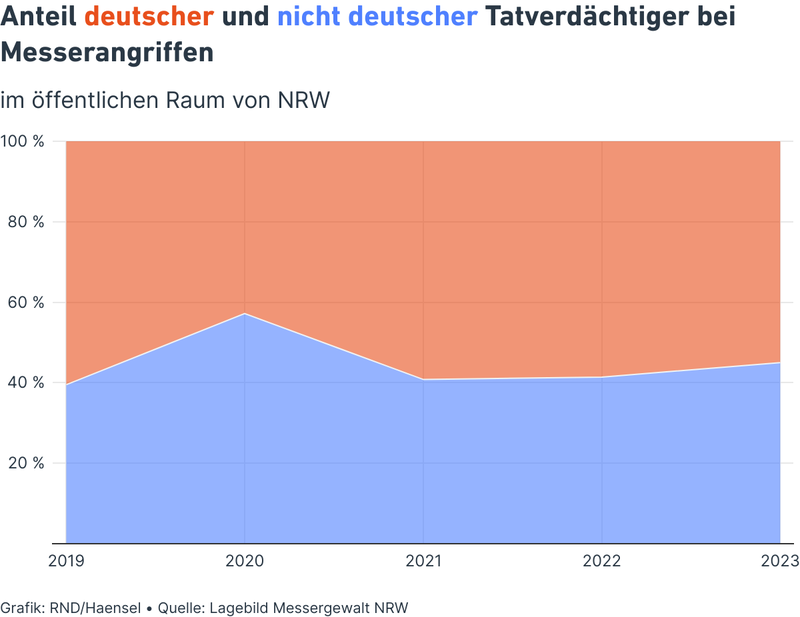 Anteil deutscher und nicht deutscher Tatverdächtiger bei
Messerangriffen
im öffentlichen Raum von NRW
100 %
80 %
60 %
40 %
20 %
2019 2020 2021 2022 2023
Grafik: RND/Haensel • Quelle: Lagebild Messergewalt NRW